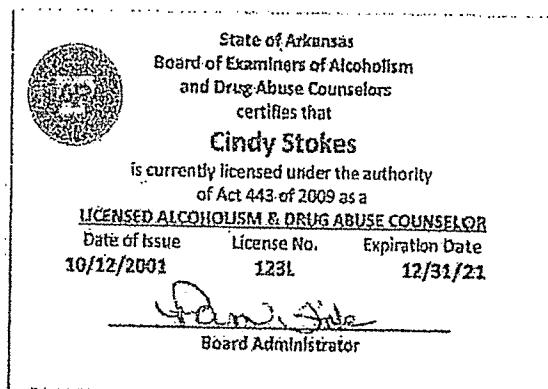 State of Arkansas
Board of Examiners of Alcoholism
and Drug Abuse Counselors
certifies that
Cindy Stokes
is currently licensed under the authority
of Act 443 of 2009 as a
LICENSED ALCOHOLISM & DRUG ABUSE COUNSELOR
Date of Issue License No. Expiration Date
10/12/2001 123L 12/31/21
Board Administrator